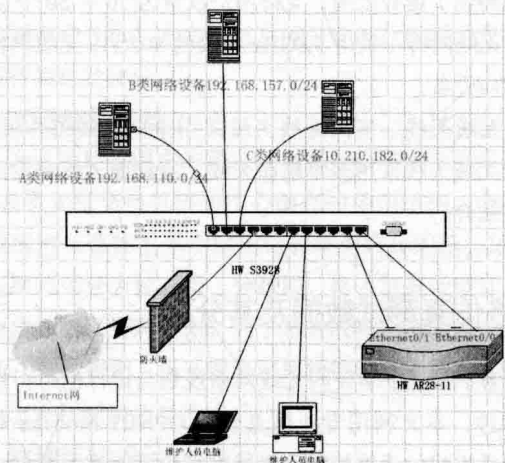 B类网络设备192.168.157.0/24
C类网络设备10.210.182.0/24
A类网络设备192.168.110.0/24
HW S3928
防火墙
Internet网
Ethernet0/1 Ethernet0/0
HW AR28-11
维护人员电脑
维护人员电脑